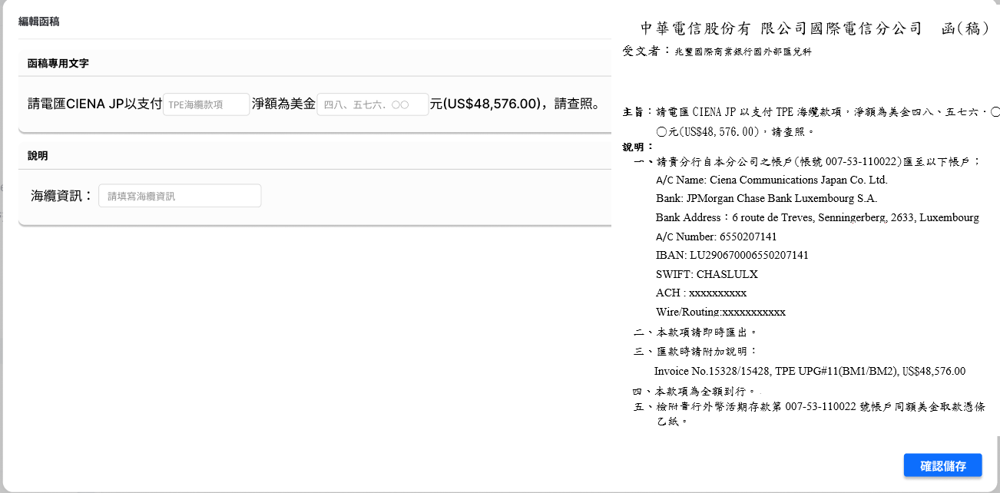 編輯函稿
函稿專用文字
請電匯CIENA JP以支付 TPE海纜款項 淨額為美金 四八、五七六．○○ 元(US$48,576.00)，請查照。
說明
海纜資訊： 請填寫海纜資訊
中華電信股份有 限公司國際電信分公司　函(稿)
受文者：兆豐國際商業銀行國外部匯兌科
主旨：請電匯 CIENA JP 以支付 TPE 海纜款項，淨額為美金四八、五七六．○
○元(US$48,576.00)，請查照。
說明：
一、請貴分行自本分公司之帳戶(帳號 007-53-110022)匯至以下帳戶；
A/C Name: Ciena Communications Japan Co. Ltd.
Bank: JPMorgan Chase Bank Luxembourg S.A.
Bank Address：6 route de Treves, Senningerberg, 2633, Luxembourg
A/C Number: 6550207141
IBAN: LU290670006550207141
SWIFT: CHASLULX
ACH : xxxxxxxxxx
Wire/Routing:xxxxxxxxxxx
二、本款項請即時匯出。
三、匯款時請附加說明：
Invoice No.15328/15428, TPE UPG#11(BM1/BM2), US$48,576.00
四、本款項為全額到行。
五、檢附貴行外幣活期存款第 007-53-110022 號帳戶同額美金取款憑條
乙紙。
確認儲存